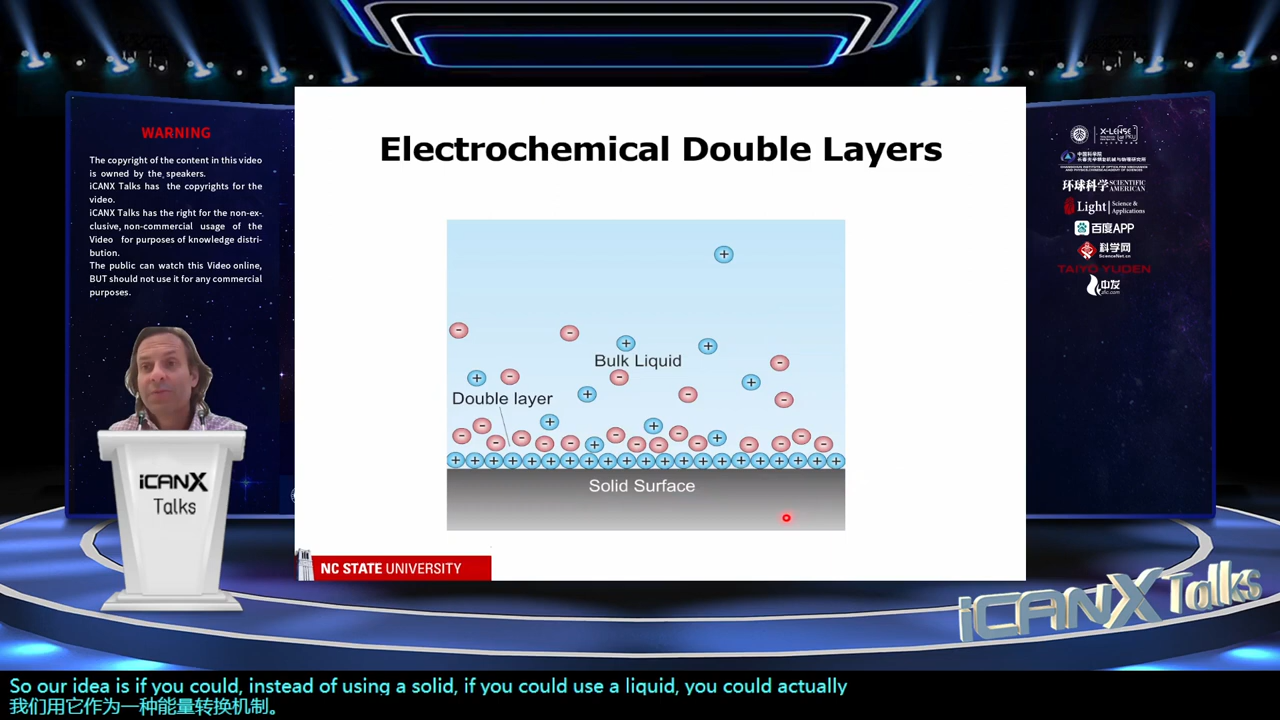 WARNING
The copyright of the content in this video
is owned by the speakers.
iCANX Talks has the copyrights for the
video.
iCANX Talks has the right for the non-ex-
clusive, non-commercial usage of the
Video for purposes of knowledge distri-
bution.
The public can watch this Video online,
BUT should not use it for any commercial
purposes.
iCANX
Talks
Electrochemical Double Layers
Bulk Liquid
Double layer
Solid Surface
NC STATE UNIVERSITY
X-LENSE
环球科学 SCIENTIFIC AMERICAN
Light Science & Applications
百度APP
科学网
ScienceNet.cn
TAIYO YUDEN
iCANX Talks
So our idea is if you could, instead of using a solid, if you could use a liquid, you could actually
我们用它作为一种能量转换机制。